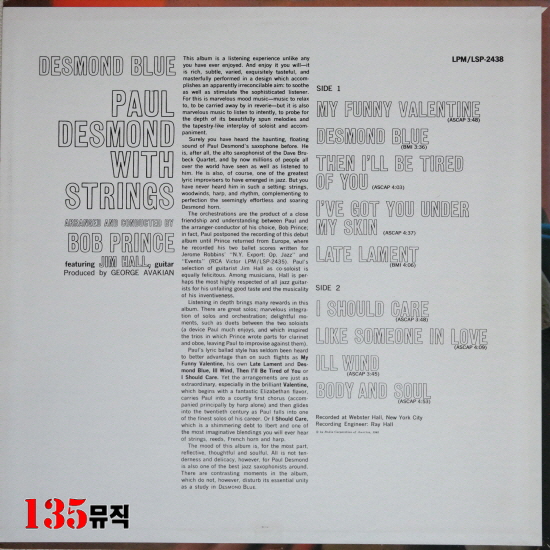 DESMOND BLUE
PAUL
DESMOND
WITH
STRINGS
ARRANGED AND CONDUCTED BY
BOB PRINCE
featuring JIM HALL, guitar
Produced by GEORGE AVAKIAN
This album is a listening experience unlike any
you have ever enjoyed. And enjoy it you will—it
is rich, subtle, varied, exquisitely tasteful, and
masterfully performed in a design which accom-
plishes an apparently irreconcilable aim: to soothe
as well as stimulate the sophisticated listener.
For this is marvelous mood music—music to relax
to, to be carried away by in reverie—but it is also
marvelous music to listen to intently, to probe for
the depth of its beautifully spun melodies and
the tapestry-like interplay of soloist and accom-
paniment.
Surely you have heard the haunting, floating
sound of Paul Desmond's saxophone before. He
is, after all, the alto saxophonist of the Dave Bru-
beck Quartet, and by now millions of people all
over the world have seen as well as listened to
him. He is also, of course, one of the greatest
lyric improvisers to have emerged in jazz. But you
have never heard him in such a setting: strings,
woodwinds, harp, and rhythm, complementing to
perfection the seemingly effortless and soaring
Desmond horn.
The orchestrations are the product of a close
friendship and understanding between Paul and
the arranger-conductor of his choice, Bob Prince;
in fact, Paul postponed the recording of this debut
album until Prince returned from Europe, where
he recorded his two ballet scores written for
Jerome Robbins' "N.Y. Export: Op. Jazz" and
"Events" (RCA Victor LPM/LSP-2435). Paul's
selection of guitarist Jim Hall as co-soloist is
equally felicitous. Among musicians, Hall is per-
haps the most highly respected of all jazz guitar-
ists for his unfailing good taste and the musicality
of his inventiveness.
Listening in depth brings many rewards in this
album. There are great solos; marvelous integra-
tion of solos and orchestration; delightful mo-
ments, such as duets between the two soloists
(a device Paul much enjoys, and which inspired
the trios in which Prince wrote parts for clarinet
and oboe, leaving Paul to improvise against them).
Paul's lyric ballad style has seldom been heard
to better advantage than on such flights as My
Funny Valentine, his own Late Lament and Des-
mond Blue, Ill Wind, Then I'll Be Tired of You or
I Should Care. Yet the arrangements are just as
extraordinary, especially in the brilliant Valentine,
which begins with a fantastic Elizabethan flavor,
carries Paul into a courtly first chorus (accom-
panied principally by harp alone) and then glides
into the twentieth century as Paul falls into one
of the finest solos of his career. Or I Should Care,
which is a shimmering debt to Ibert and one of
the most imaginative blendings you will ever hear
of strings, reeds, French horn and harp.
The mood of this album is, for the most part,
reflective, thoughtful and soulful. All is not ten-
derness and delicacy, however, for Paul Desmond
is also one of the best jazz saxophonists around.
There are contrasting moments in the album,
which do not, however, disturb its essential unity
as a study in DESMOND BLUE.
LPM/LSP-2438
SIDE 1
MY FUNNY VALENTINE
(ASCAP 3:48)
DESMOND BLUE
(BMI 3:36)
THEN I'LL BE TIRED
OF YOU
(ASCAP 4:03)
I'VE GOT YOU UNDER
MY SKIN
(ASCAP 4:37)
LATE LAMENT
(BMI 4:06)
SIDE 2
I SHOULD CARE
(ASCAP 3:48)
LIKE SOMEONE IN LOVE
(ASCAP 4:09)
ILL WIND
(ASCAP 3:45)
BODY AND SOUL
(ASCAP 4:53)
Recorded at Webster Hall, New York City
Recording Engineer: Ray Hall
135뮤직